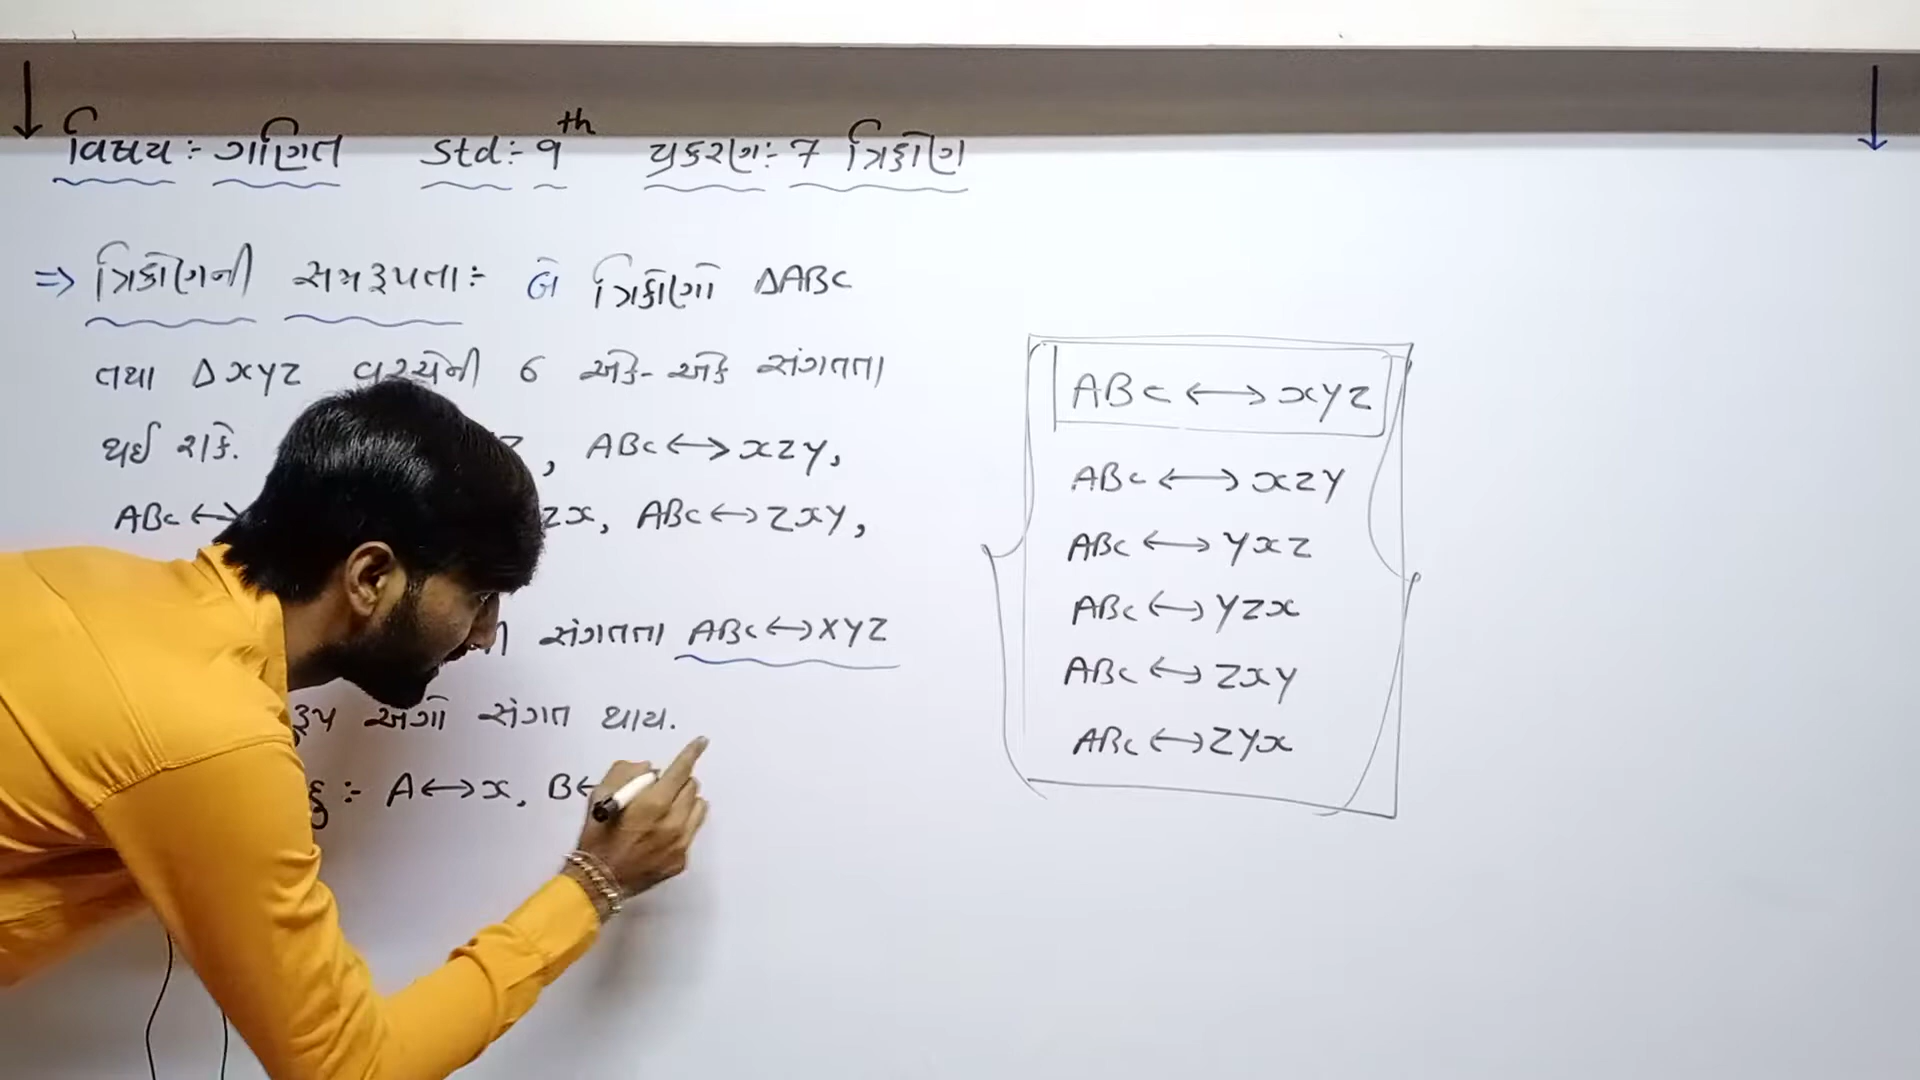 વિષય:- ગણિત Std:- 9th પ્રકરણ:- 7 ત્રિકોણ
⇒ ત્રિકોણની સમરૂપતા:- બે ત્રિકોણો ΔABC
તથા ΔXYZ વચ્ચેની 6 એક-એક સંગતતા
થઈ શકે. , ABC ↔ XZY,
ABC ↔ ZX, ABC ↔ ZXY,
સંગતતા ABC ↔ XYZ
રૂપ અંગો સંગત થાય.
:- A ↔ X, B ←
ABC ↔ XYZ
ABC ↔ XZY
ABC ↔ YXZ
ABC ↔ YZX
ABC ↔ ZXY
ABC ↔ ZYX